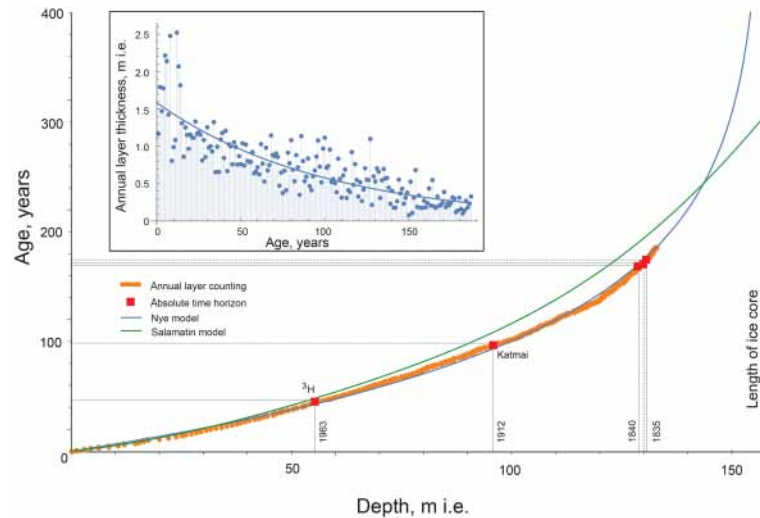 400
300
200
100
0
Age, years
Annual layer thickness, m i.e.
2.5
2.0
1.5
1.0
0.5
0
0
50
100
150
Age, years
Annual layer counting
Absolute time horizon
Nye model
Salamatin model
³H
Katmai
1963
1912
1840
1835
Length of ice core
50
100
150
Depth, m i.e.